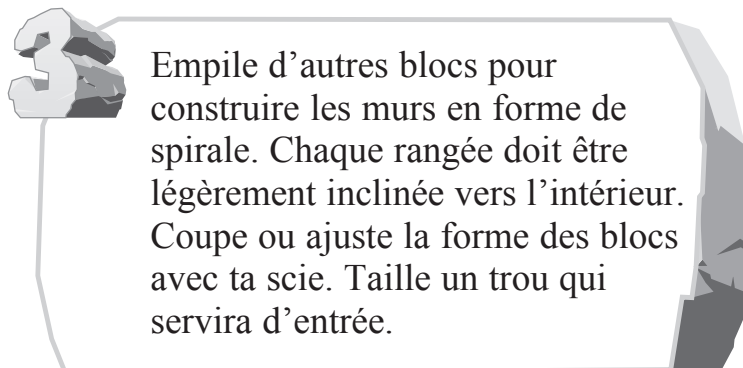 3
Empile d’autres blocs pour
construire les murs en forme de
spirale. Chaque rangée doit être
légèrement inclinée vers l’intérieur.
Coupe ou ajuste la forme des blocs
avec ta scie. Taille un trou qui
servira d’entrée.